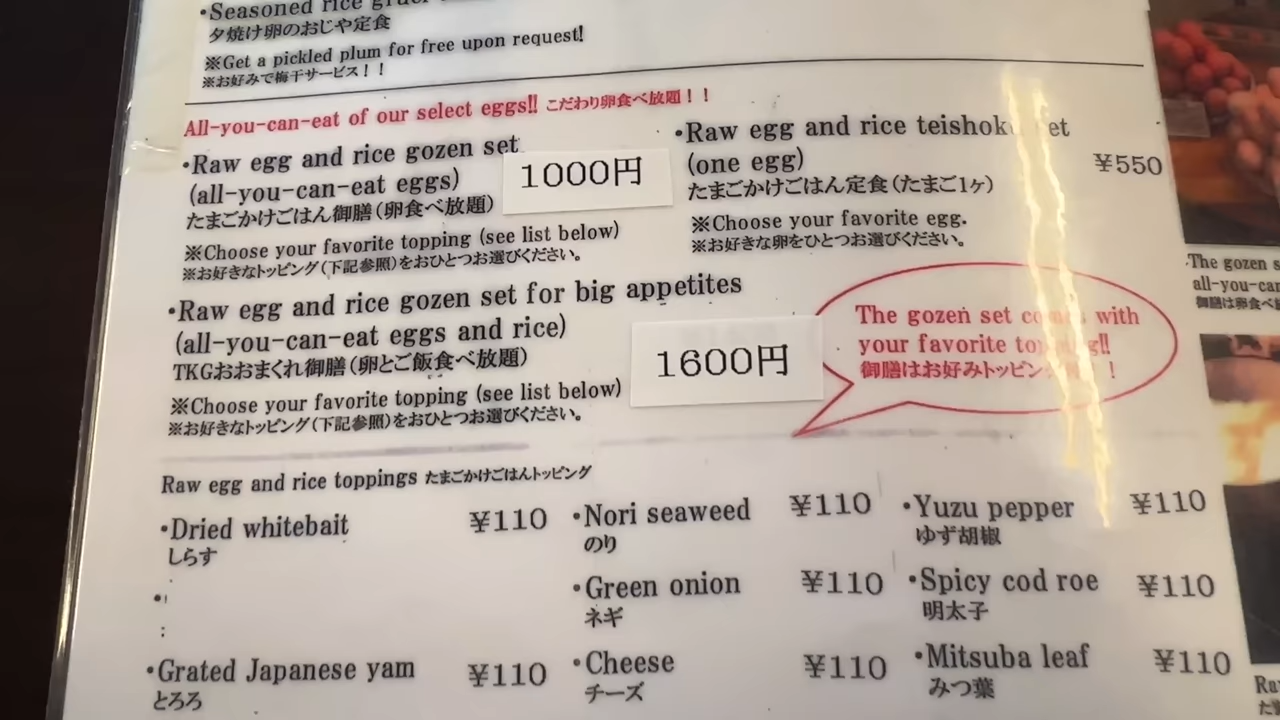 ・Seasoned rice
夕焼け卵のおじや定食
※Get a pickled plum for free upon request!
※お好みで梅干サービス！！
All-you-can-eat of our select eggs!! こだわり卵食べ放題！！
・Raw egg and rice gozen set
(all-you-can-eat eggs)
1000円
たまごかけごはん御膳（卵食べ放題）
※Choose your favorite topping (see list below)
※お好きなトッピング（下記参照）をおひとつお選びください。
・Raw egg and rice teishoku et
(one egg)
¥550
たまごかけごはん定食（たまご1ヶ）
※Choose your favorite egg.
※お好きな卵をひとつお選びください。
・Raw egg and rice gozen set for big appetites
(all-you-can-eat eggs and rice)
1600円
TKGおおまくれ御膳（卵とご飯食べ放題）
※Choose your favorite topping (see list below)
※お好きなトッピング（下記参照）をおひとつお選びください。
The gozen set with
your favorite
御膳はお好みトッピン ！
Raw egg and rice toppings たまごかけごはんトッピング
・Dried whitebait ¥110
しらす
・Grated Japanese yam ¥110
とろろ
・Nori seaweed ¥110
のり
・Green onion ¥110
ネギ
・Cheese ¥110
チーズ
・Yuzu pepper ¥110
ゆず胡椒
・Spicy cod roe ¥110
明太子
・Mitsuba leaf ¥110
みつ葉
The gozen
all-you-can
御膳は卵食べ